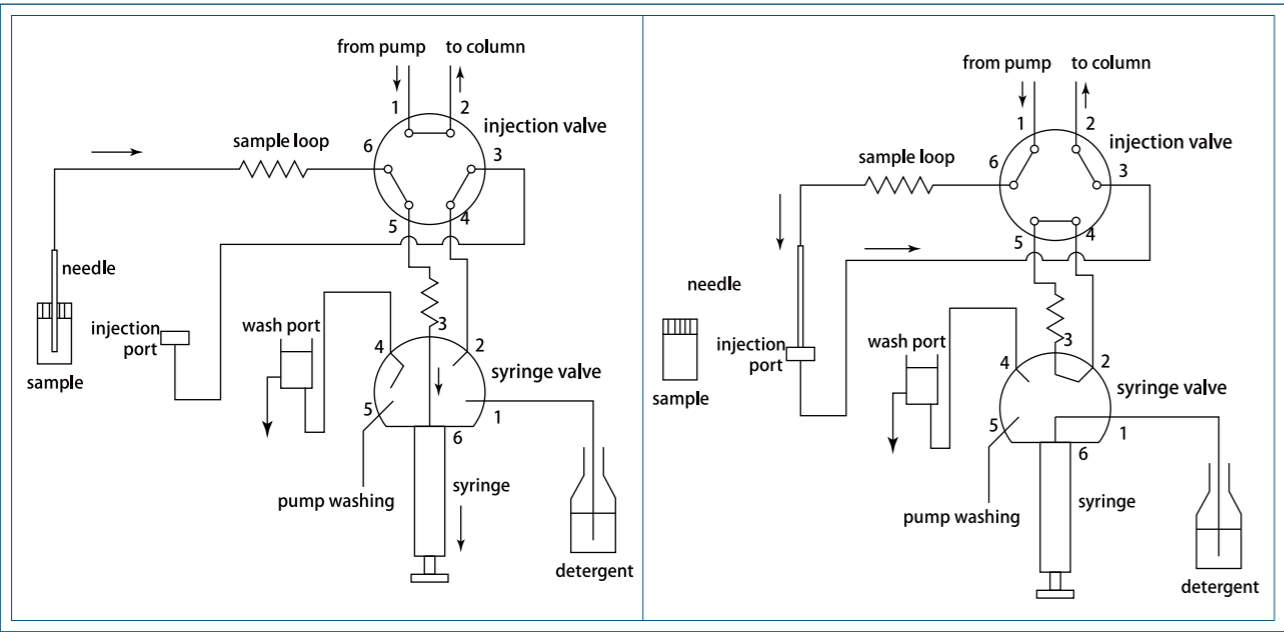 from pump to column
1 2
injection valve
sample loop
6 3
5 4
needle
injection
port
sample
wash port
3
4 2
syringe valve
5 1
6
syringe
pump washing
detergent
from pump to column
1 2
injection valve
sample loop
6 3
5 4
needle
injection
port
sample
wash port
3
4 2
syringe valve
5 1
6
syringe
pump washing
detergent